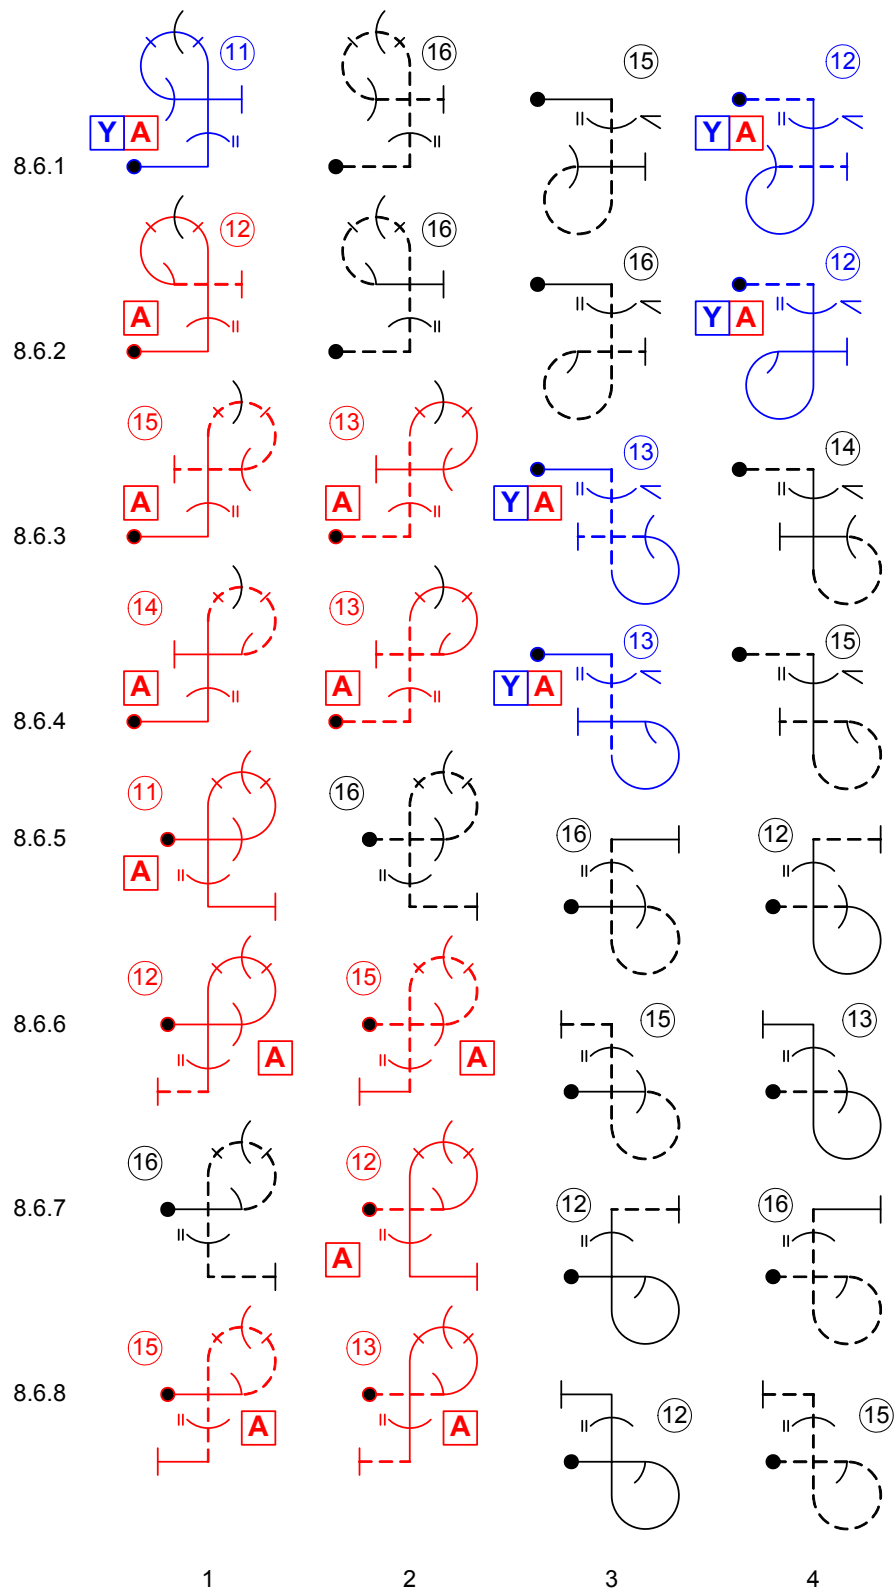 11 16 15 12
Y A Y A
8.6.1
12 16 16 12
A Y A
8.6.2
15 13 13 14
A A Y A
8.6.3
14 13 13 15
A A Y A
8.6.4
11 16 16 12
8.6.5
A
12 15 15 13
8.6.6
A A
16 12 12 16
8.6.7
A
15 13 12 15
8.6.8
A A
1 2 3 4